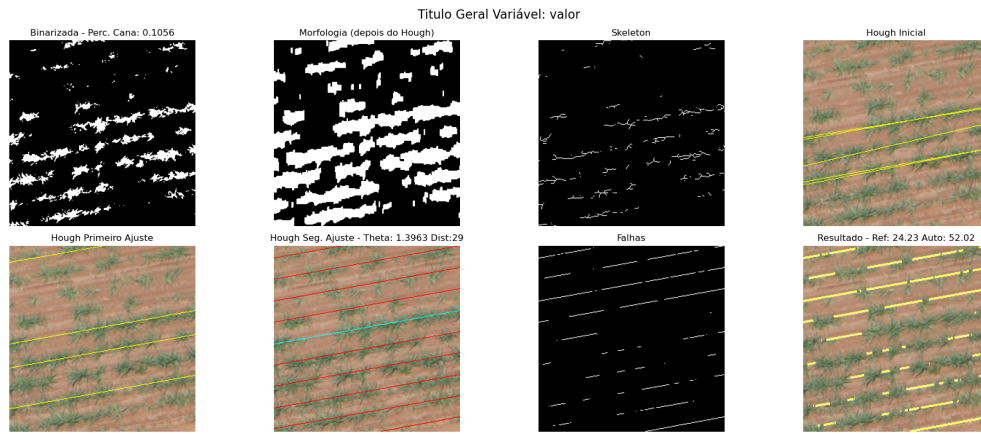 Titulo Geral Variável: valor
Binarizada - Perc. Cana: 0.1056
Morfologia (depois do Hough)
Skeleton
Hough Inicial
Hough Primeiro Ajuste
Hough Seg. Ajuste - Theta: 1.3963 Dist:29
Falhas
Resultado - Ref: 24.23 Auto: 52.02